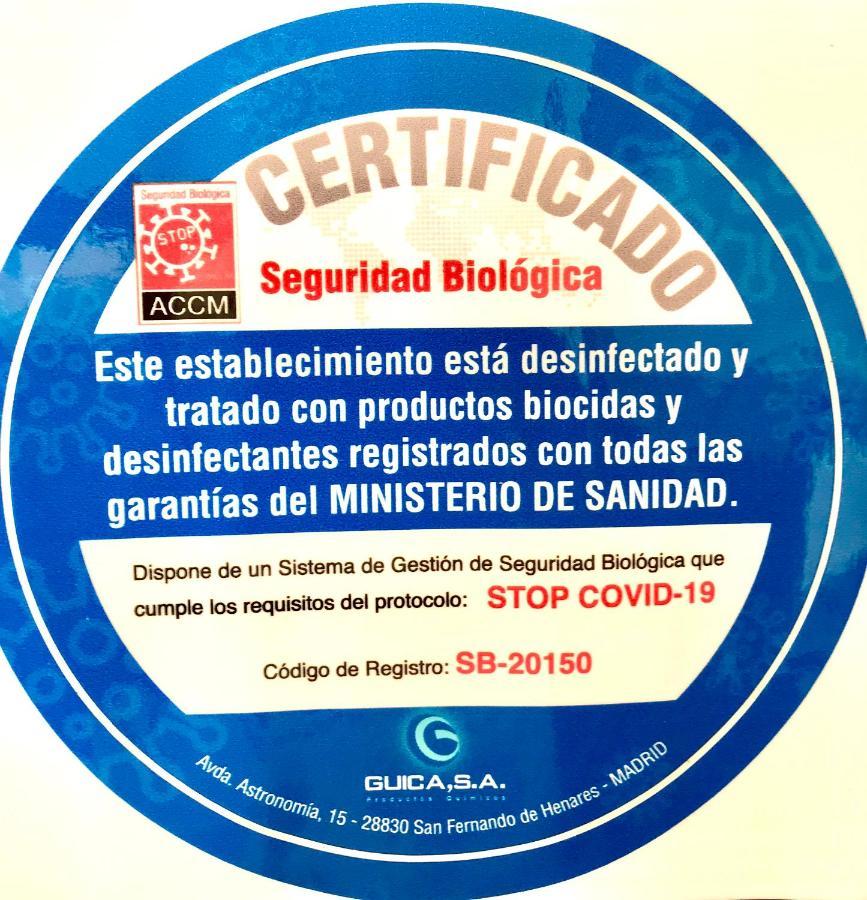 CERTIFICADO
Seguridad Biológica
STOP
ACCM
Seguridad Biológica
Este establecimiento está desinfectado y
tratado con productos biocidas y
desinfectantes registrados con todas las
garantías del MINISTERIO DE SANIDAD.
Dispone de un Sistema de Gestión de Seguridad Biológica que
cumple los requisitos del protocolo: STOP COVID-19
Código de Registro: SB-20150
GUICA,S.A.
Productos Químicos
Avda. Astronomía, 15 - 28830 San Fernando de Henares - MADRID